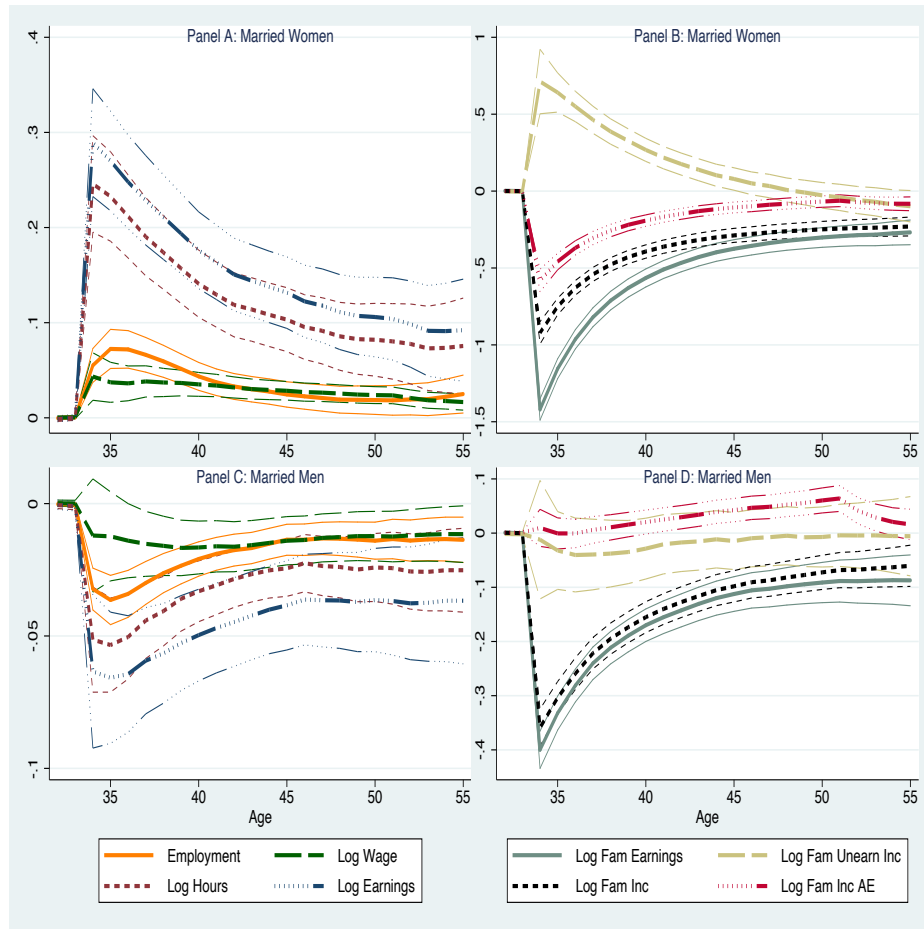 Panel A: Married Women
.4
.3
.2
.1
0
35 40 45 50 55
Panel B: Married Women
1
.5
0
-.5
-1
-1.5
35 40 45 50 55
Panel C: Married Men
0
-.05
-.1
35 40 45 50 55
Age
Panel D: Married Men
.1
0
-.1
-.2
-.3
-.4
35 40 45 50 55
Age
Employment
Log Wage
Log Hours
Log Earnings
Log Fam Earnings
Log Fam Unearn Inc
Log Fam Inc
Log Fam Inc AE